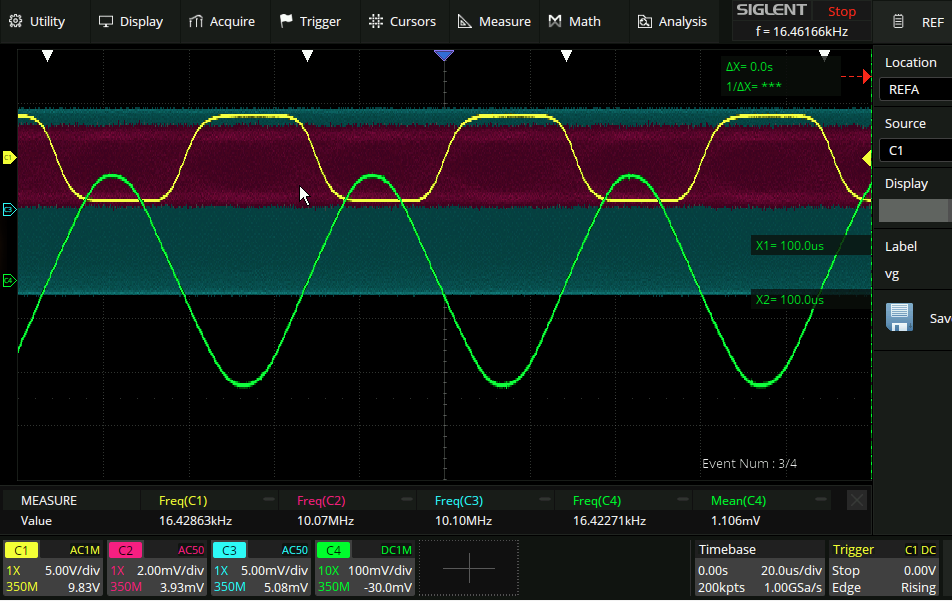 Utility Display Acquire Trigger Cursors Measure Math Analysis SIGLENT Stop REF
f = 16.46166kHz
Location
REFA
Source
C1
Display
Label
vg
Save
ΔX= 0.0s
1/ΔX= ***
C1
C3
C4
X1= 100.0us
X2= 100.0us
Event Num : 3/4
MEASURE Freq(C1) Freq(C2) Freq(C3) Freq(C4) Mean(C4)
Value 16.42863kHz 10.07MHz 10.10MHz 16.42271kHz 1.106mV
C1 AC1M C2 AC50 C3 AC50 C4 DC1M Timebase Trigger C1 DC
1X 5.00V/div 1X 2.00mV/div 1X 5.00mV/div 10X 100mV/div 0.00s 20.0us/div Stop 0.00V
350M 9.83V 350M 3.93mV 350M 5.08mV 350M -30.0mV 200kpts 1.00GSa/s Edge Rising